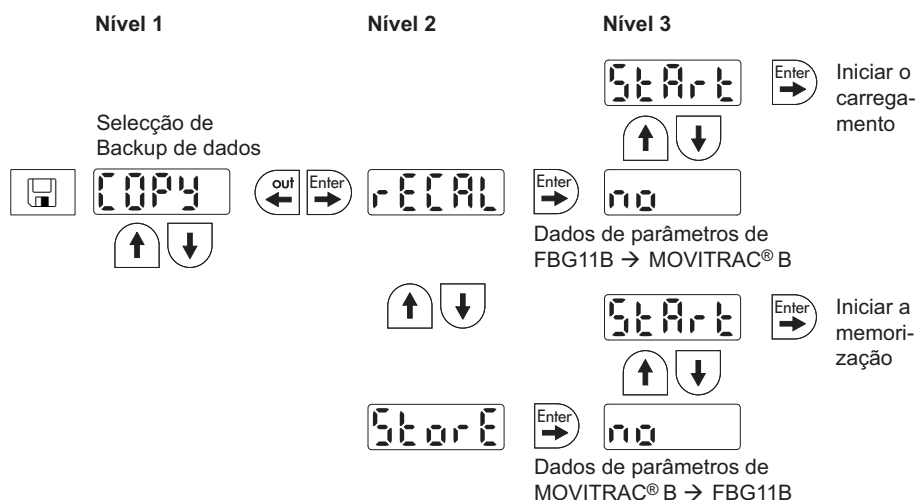 Nível 1
Nível 2
Nível 3
StArt
Enter
Iniciar o
carrega-
mento
Selecção de
Backup de dados
COPY
out
Enter
rECAL
Enter
no
Dados de parâmetros de
FBG11B → MOVITRAC® B
StArt
Enter
Iniciar a
memori-
zação
StorE
Enter
no
Dados de parâmetros de
MOVITRAC® B → FBG11B